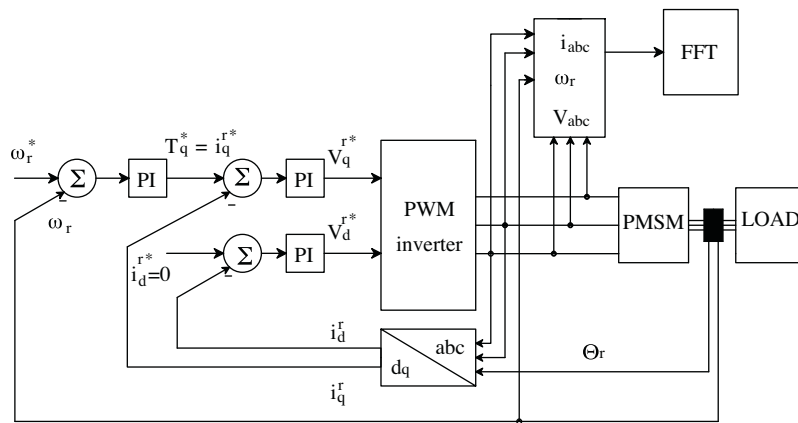 i_abc
FFT
ω_r
V_abc
ω_r^*
T_q^* = i_q^r*
V_q^r*
Σ
PI
Σ
PI
ω_r
PWM
inverter
PMSM
LOAD
i_d^r*=0
Σ
PI
V_d^r*
i_d^r
abc
dq
Θr
i_q^r